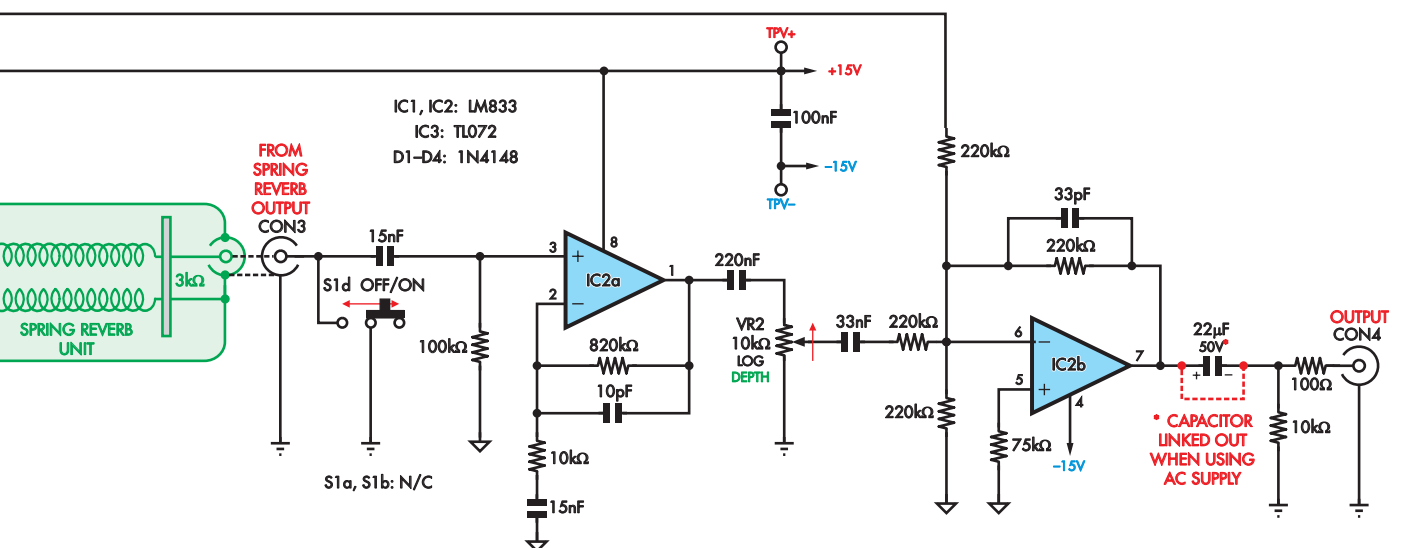 TPV+
+15V
IC1, IC2: LM833
IC3: TL072
D1–D4: 1N4148
100nF
–15V
TPV–
220kΩ
FROM
SPRING
REVERB
OUTPUT
CON3
33pF
220kΩ
15nF
3
8
+
IC2a
1
220nF
2
–
3kΩ
S1d OFF/ON
SPRING REVERB
UNIT
100kΩ
820kΩ
10pF
VR2
10kΩ
LOG
DEPTH
33nF
220kΩ
6
–
IC2b
7
5
+
4
–15V
22µF
50V*
+
–
OUTPUT
CON4
100Ω
220kΩ
75kΩ
* CAPACITOR
LINKED OUT
WHEN USING
AC SUPPLY
10kΩ
10kΩ
S1a, S1b: N/C
15nF